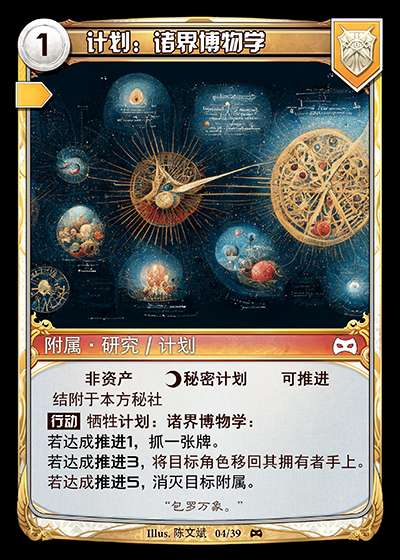 1
计划：诸界博物学
附属·研究 / 计划
非资产 秘密计划 可推进
结附于本方秘社
行动 牺牲计划：诸界博物学：
若达成推进1，抓一张牌。
若达成推进3，将目标角色移回其拥有者手上。
若达成推进5，消灭目标附属。
“包罗万象。”
Illus. 陈文斌 04/39